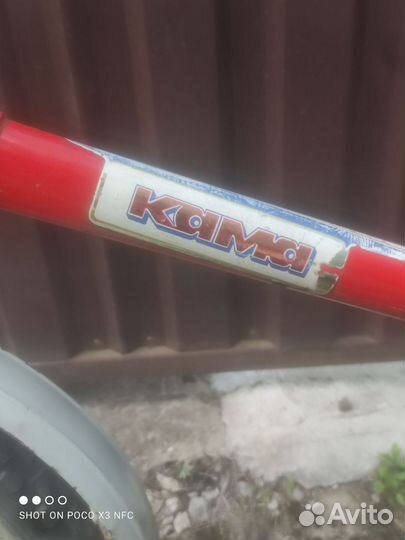 кама
SHOT ON POCO X3 NFC
Avito